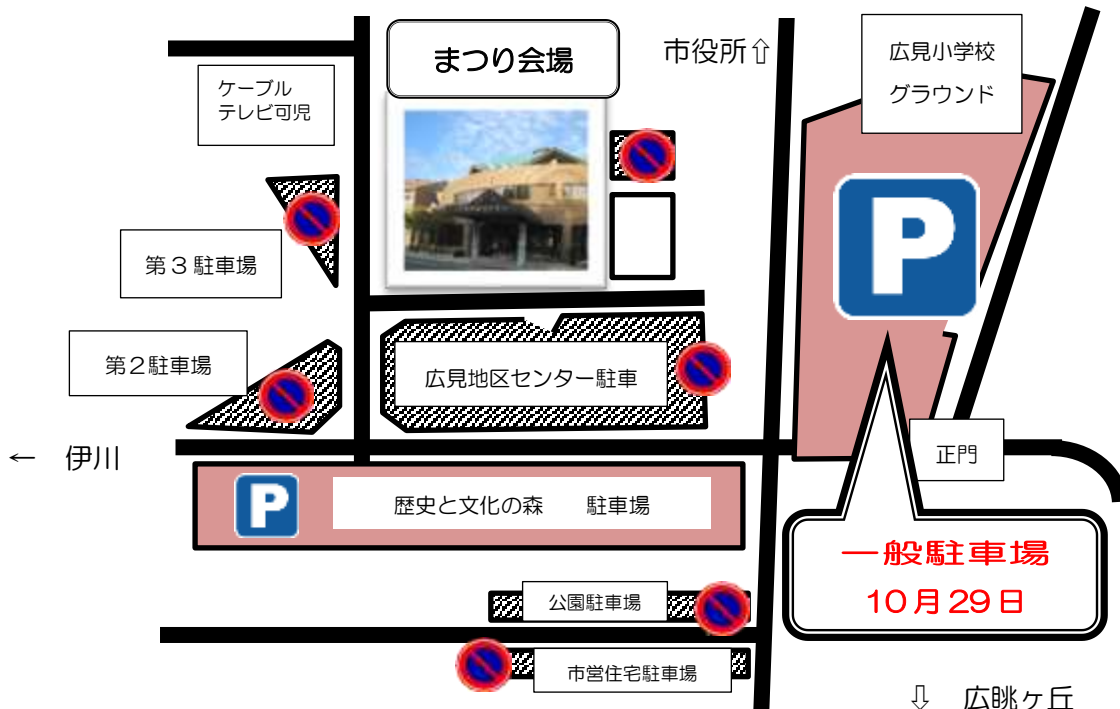 まつり会場
市役所⇧
広見小学校
グラウンド
ケーブル
テレビ可児
P
第3駐車場
第2駐車場
広見地区センター駐車
← 伊川
正門
P
歴史と文化の森 駐車場
一般駐車場
10月29日
公園駐車場
市営住宅駐車場
⇩ 広眺ヶ丘